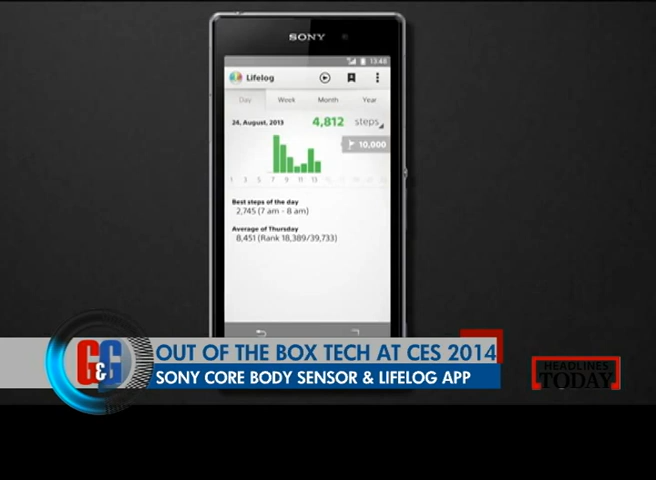 SONY
13:46
Lifelog
Day Week Month Year
24, August, 2013 4,812 steps
10,000
1 3 5 7 9 11 13
Best steps of the day
2,745 (7 am - 8 am)
Average of Thursday
8,451 (Rank 18,389/39,733)
G&G
OUT OF THE BOX TECH AT CES 2014
SONY CORE BODY SENSOR & LIFELOG APP
HEADLINES
TODAY